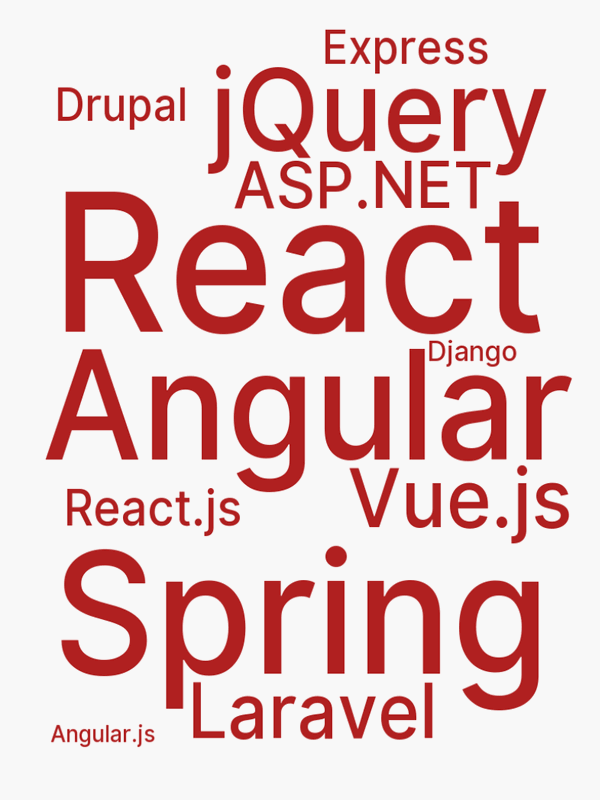 Express
Drupal
jQuery
ASP.NET
React
Django
Angular
React.js
Vue.js
Spring
Laravel
Angular.js